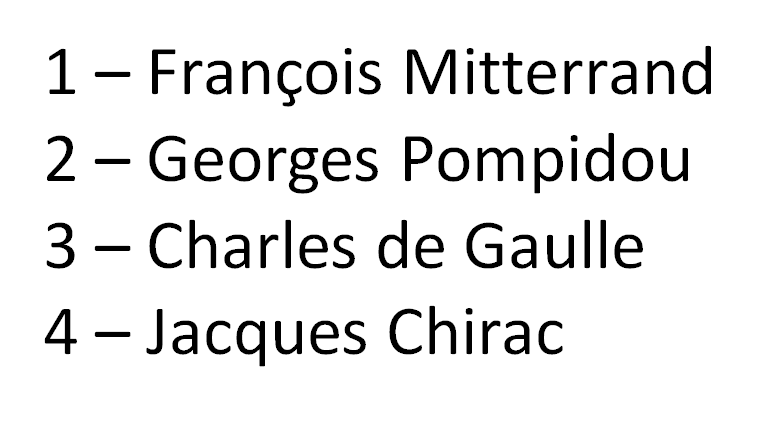 1 – François Mitterrand
2 – Georges Pompidou
3 – Charles de Gaulle
4 – Jacques Chirac